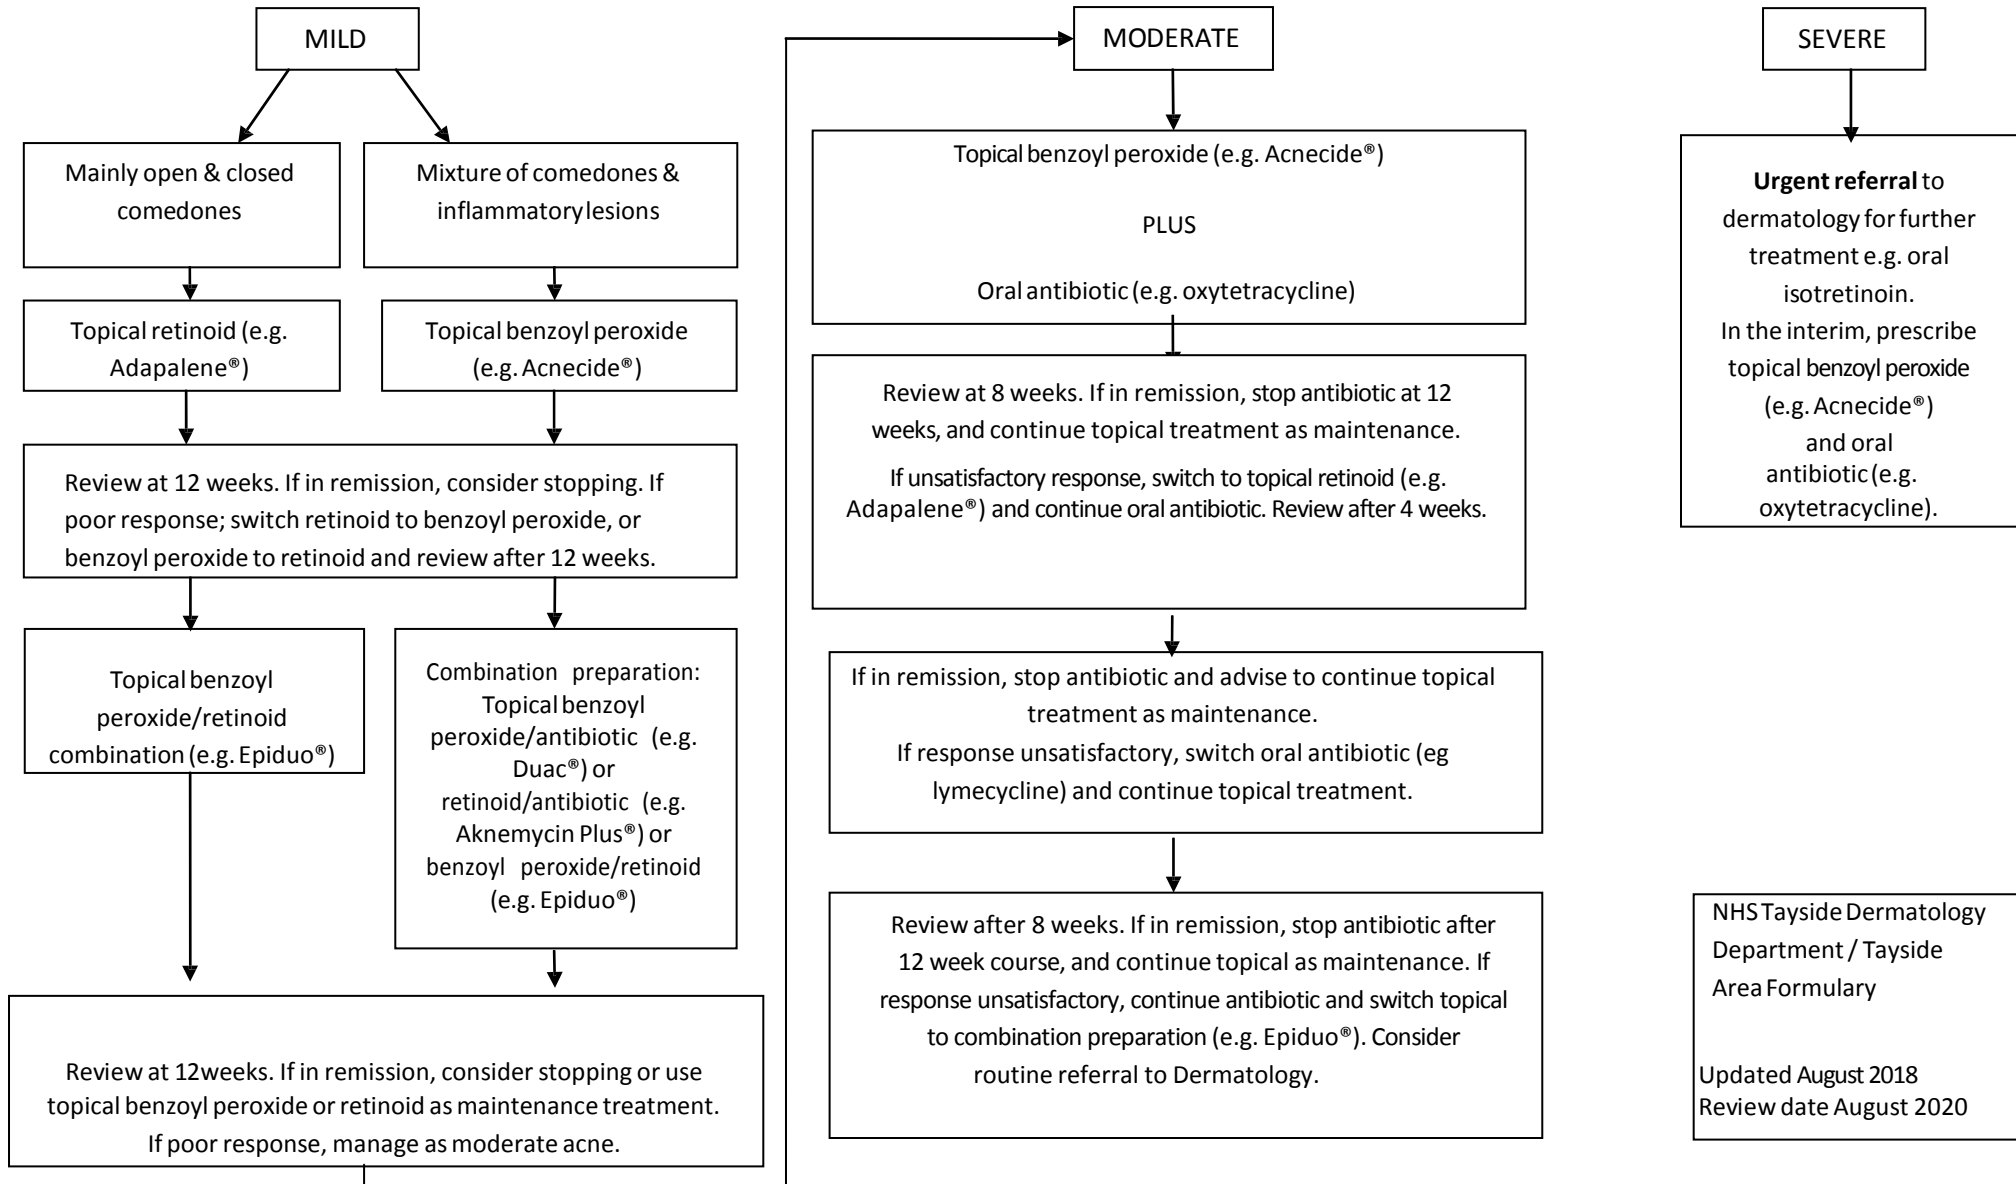 MILD
Mainly open & closed
comedones
Mixture of comedones &
inflammatory lesions
Topical retinoid (e.g.
Adapalene®)
Topical benzoyl peroxide
(e.g. Acnecide®)
Review at 12 weeks. If in remission, consider stopping. If
poor response; switch retinoid to benzoyl peroxide, or
benzoyl peroxide to retinoid and review after 12 weeks.
Topical benzoyl
peroxide/retinoid
combination (e.g. Epiduo®)
Combination preparation:
Topical benzoyl
peroxide/antibiotic (e.g.
Duac®) or
retinoid/antibiotic (e.g.
Aknemycin Plus®) or
benzoyl peroxide/retinoid
(e.g. Epiduo®)
Review at 12weeks. If in remission, consider stopping or use
topical benzoyl peroxide or retinoid as maintenance treatment.
If poor response, manage as moderate acne.
MODERATE
Topical benzoyl peroxide (e.g. Acnecide®)
PLUS
Oral antibiotic (e.g. oxytetracycline)
Review at 8 weeks. If in remission, stop antibiotic at 12
weeks, and continue topical treatment as maintenance.
If unsatisfactory response, switch to topical retinoid (e.g.
Adapalene®) and continue oral antibiotic. Review after 4 weeks.
If in remission, stop antibiotic and advise to continue topical
treatment as maintenance.
If response unsatisfactory, switch oral antibiotic (eg
lymecycline) and continue topical treatment.
Review after 8 weeks. If in remission, stop antibiotic after
12 week course, and continue topical as maintenance. If
response unsatisfactory, continue antibiotic and switch topical
to combination preparation (e.g. Epiduo®). Consider
routine referral to Dermatology.
SEVERE
Urgent referral to
dermatology for further
treatment e.g. oral
isotretinoin.
In the interim, prescribe
topical benzoyl peroxide
(e.g. Acnecide®)
and oral
antibiotic (e.g.
oxytetracycline).
NHS Tayside Dermatology
Department / Tayside
Area Formulary
Updated August 2018
Review date August 2020